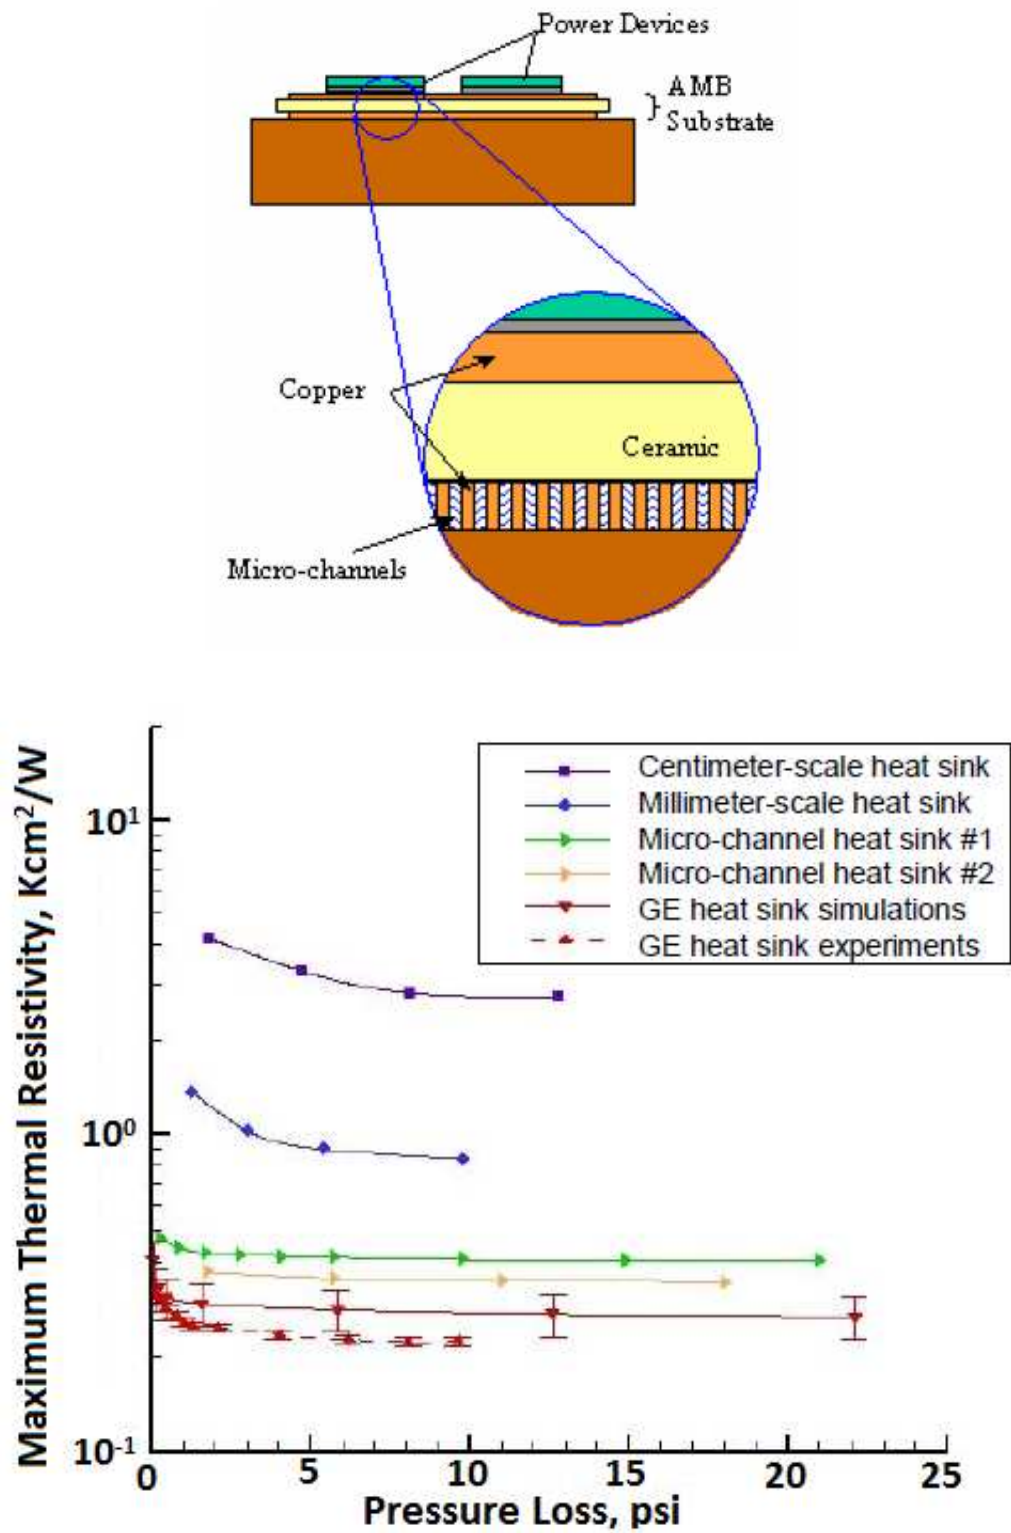 Power Devices
AMB
Substrate
Copper
Ceramic
Micro-channels
Maximum Thermal Resistivity, Kcm²/W
10¹
10⁰
10⁻¹
Centimeter-scale heat sink
Millimeter-scale heat sink
Micro-channel heat sink #1
Micro-channel heat sink #2
GE heat sink simulations
GE heat sink experiments
0 5 10 15 20 25
Pressure Loss, psi